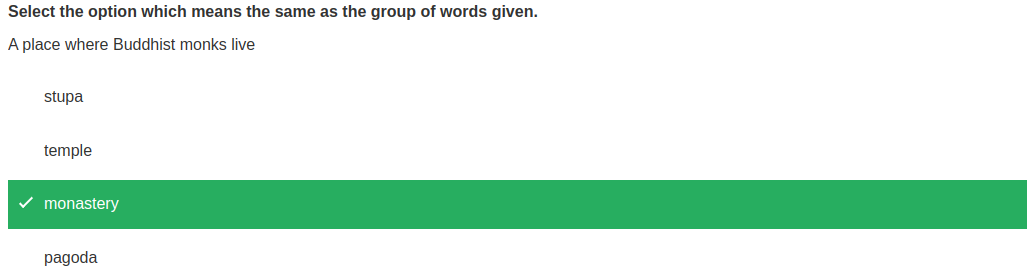 Select the option which means the same as the group of words given.
A place where Buddhist monks live
stupa
temple
monastery
pagoda